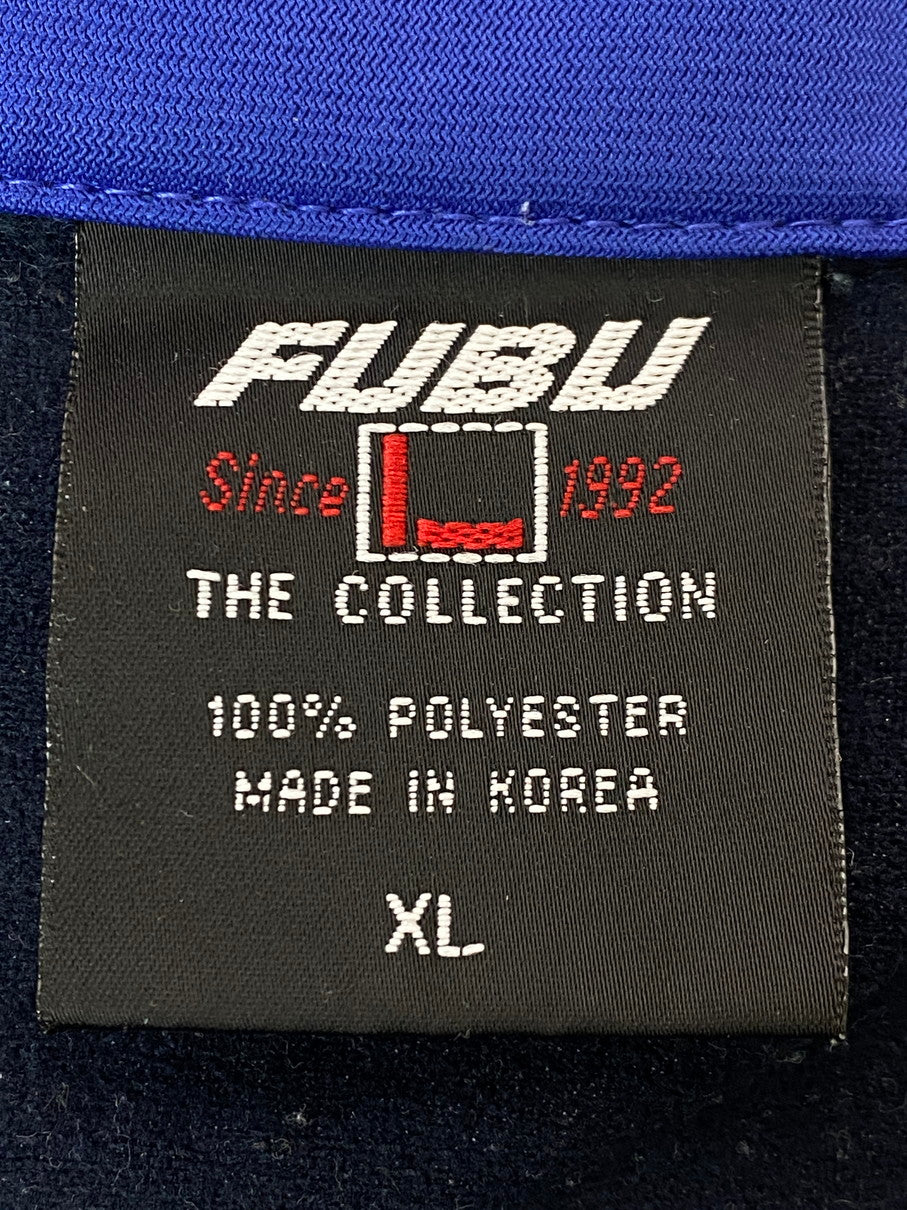 FUBU
Since L 1992
THE COLLECTION
100% POLYESTER
MADE IN KOREA
XL